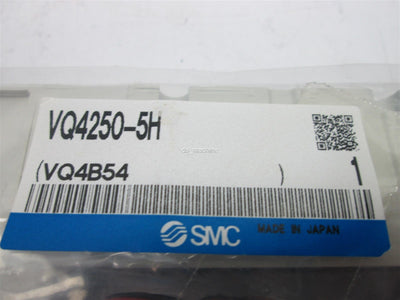 VQ4250-5H
(VQ4B54 ) 1
SMC MADE IN JAPAN